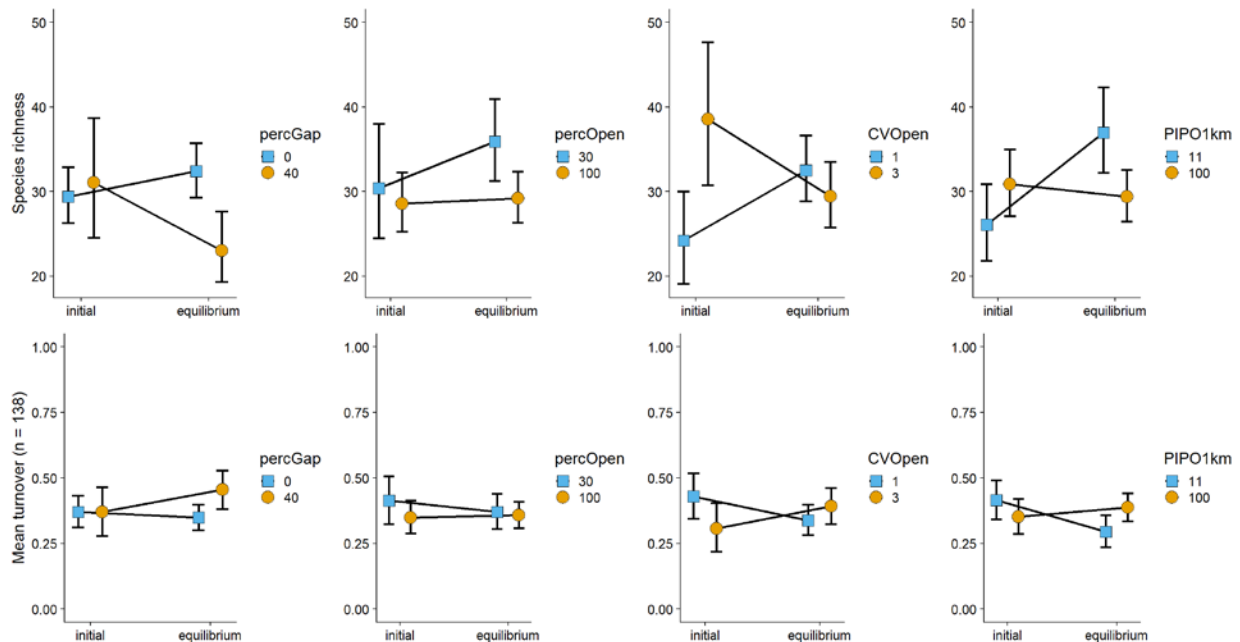 Species richness
50
40
30
20
initial equilibrium
percGap
0
40
50
40
30
20
initial equilibrium
percOpen
30
100
50
40
30
20
initial equilibrium
CVOpen
1
3
50
40
30
20
initial equilibrium
PIPO1km
11
100
Mean turnover (n = 138)
1.00
0.75
0.50
0.25
0.00
initial equilibrium
percGap
0
40
1.00
0.75
0.50
0.25
0.00
initial equilibrium
percOpen
30
100
1.00
0.75
0.50
0.25
0.00
initial equilibrium
CVOpen
1
3
1.00
0.75
0.50
0.25
0.00
initial equilibrium
PIPO1km
11
100